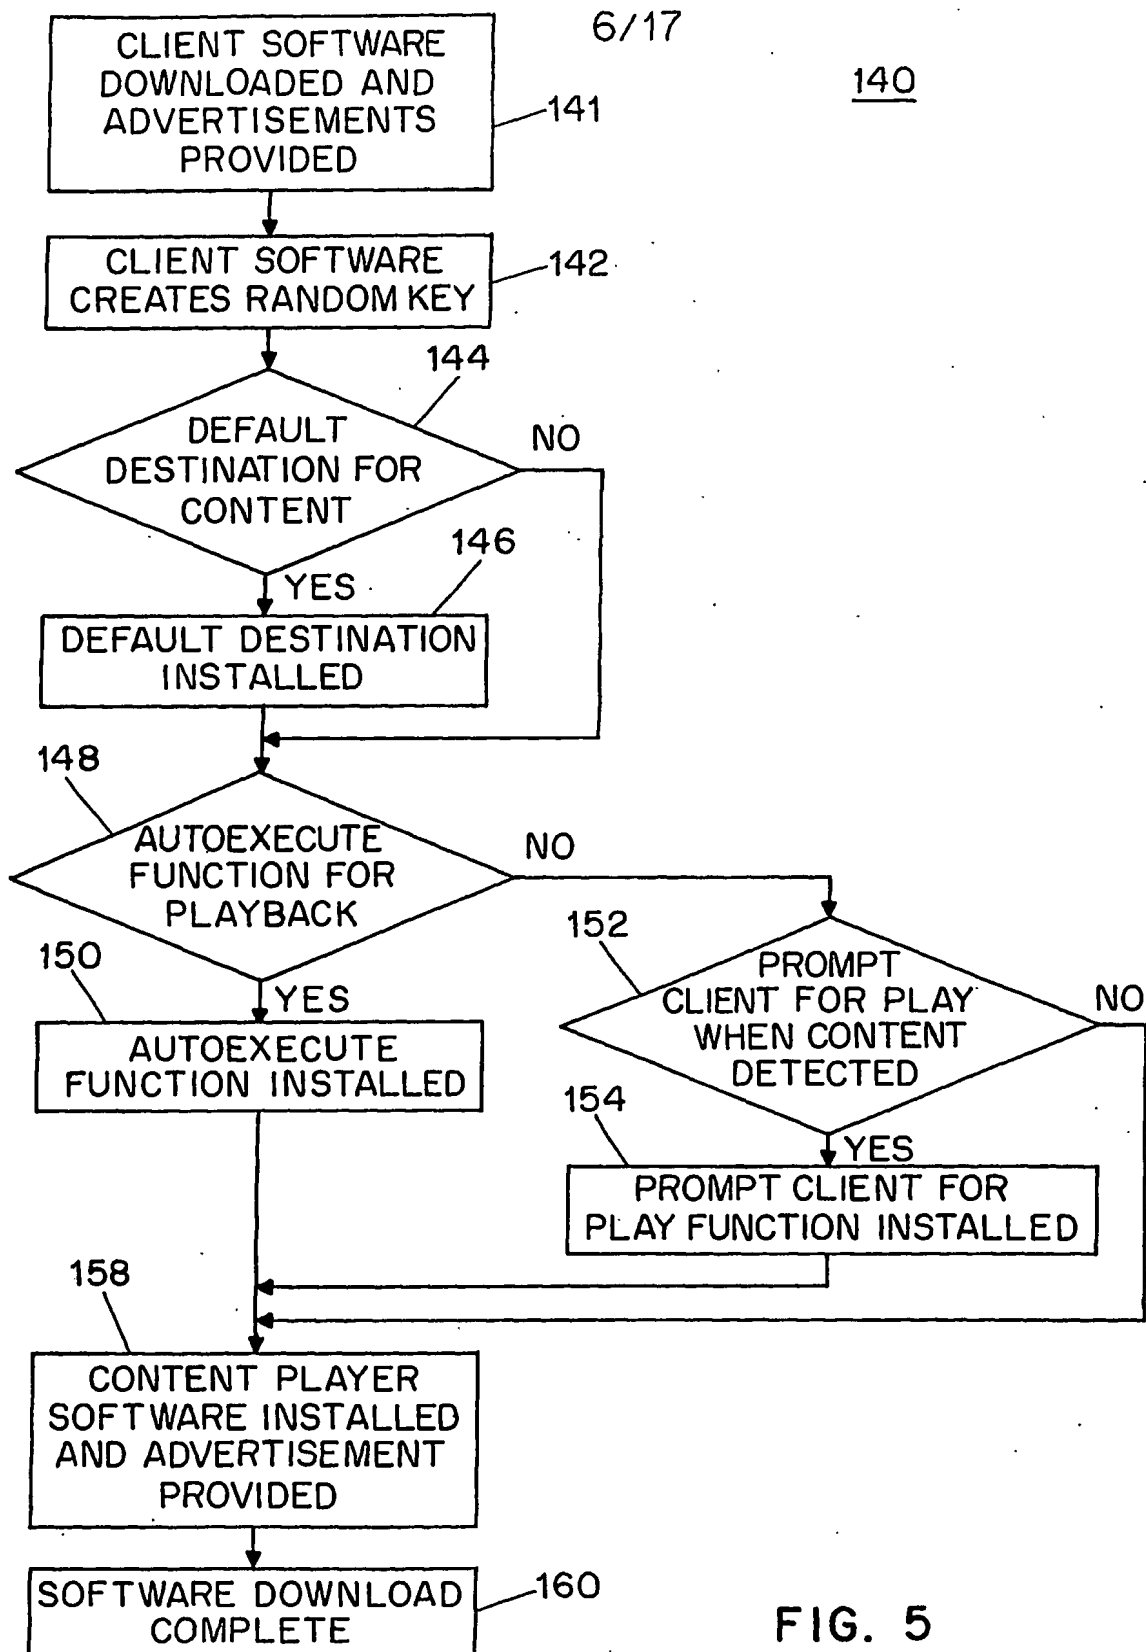 6/17
140
CLIENT SOFTWARE
DOWNLOADED AND
ADVERTISEMENTS
PROVIDED
141
CLIENT SOFTWARE
CREATES RANDOM KEY
142
144
DEFAULT
DESTINATION FOR
CONTENT
NO
146
YES
DEFAULT DESTINATION
INSTALLED
148
AUTOEXECUTE
FUNCTION FOR
PLAYBACK
NO
150
YES
AUTOEXECUTE
FUNCTION INSTALLED
152
PROMPT
CLIENT FOR PLAY
WHEN CONTENT
DETECTED
NO
154
YES
PROMPT CLIENT FOR
PLAY FUNCTION INSTALLED
158
CONTENT PLAYER
SOFTWARE INSTALLED
AND ADVERTISEMENT
PROVIDED
SOFTWARE DOWNLOAD
COMPLETE
160
FIG. 5